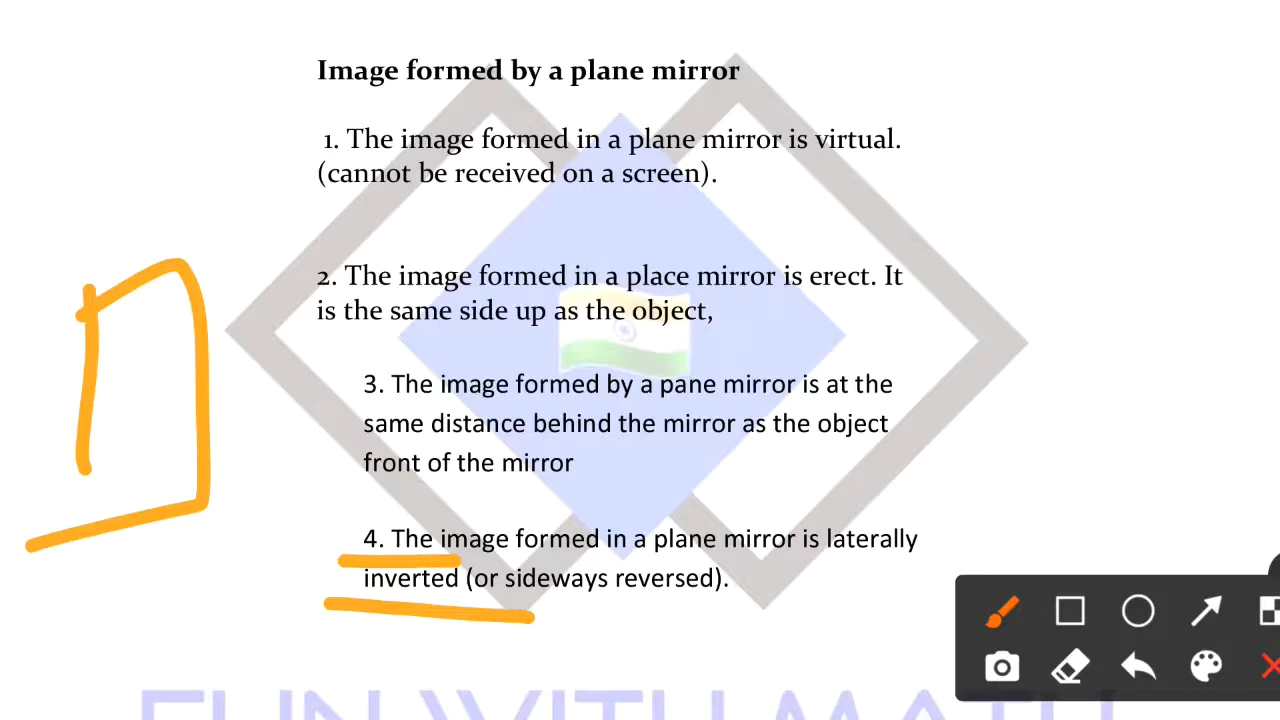 Image formed by a plane mirror
1. The image formed in a plane mirror is virtual.
(cannot be received on a screen).
2. The image formed in a place mirror is erect. It
is the same side up as the object,
3. The image formed by a pane mirror is at the
same distance behind the mirror as the object
front of the mirror
4. The image formed in a plane mirror is laterally
inverted (or sideways reversed).
FUN WITH MATH